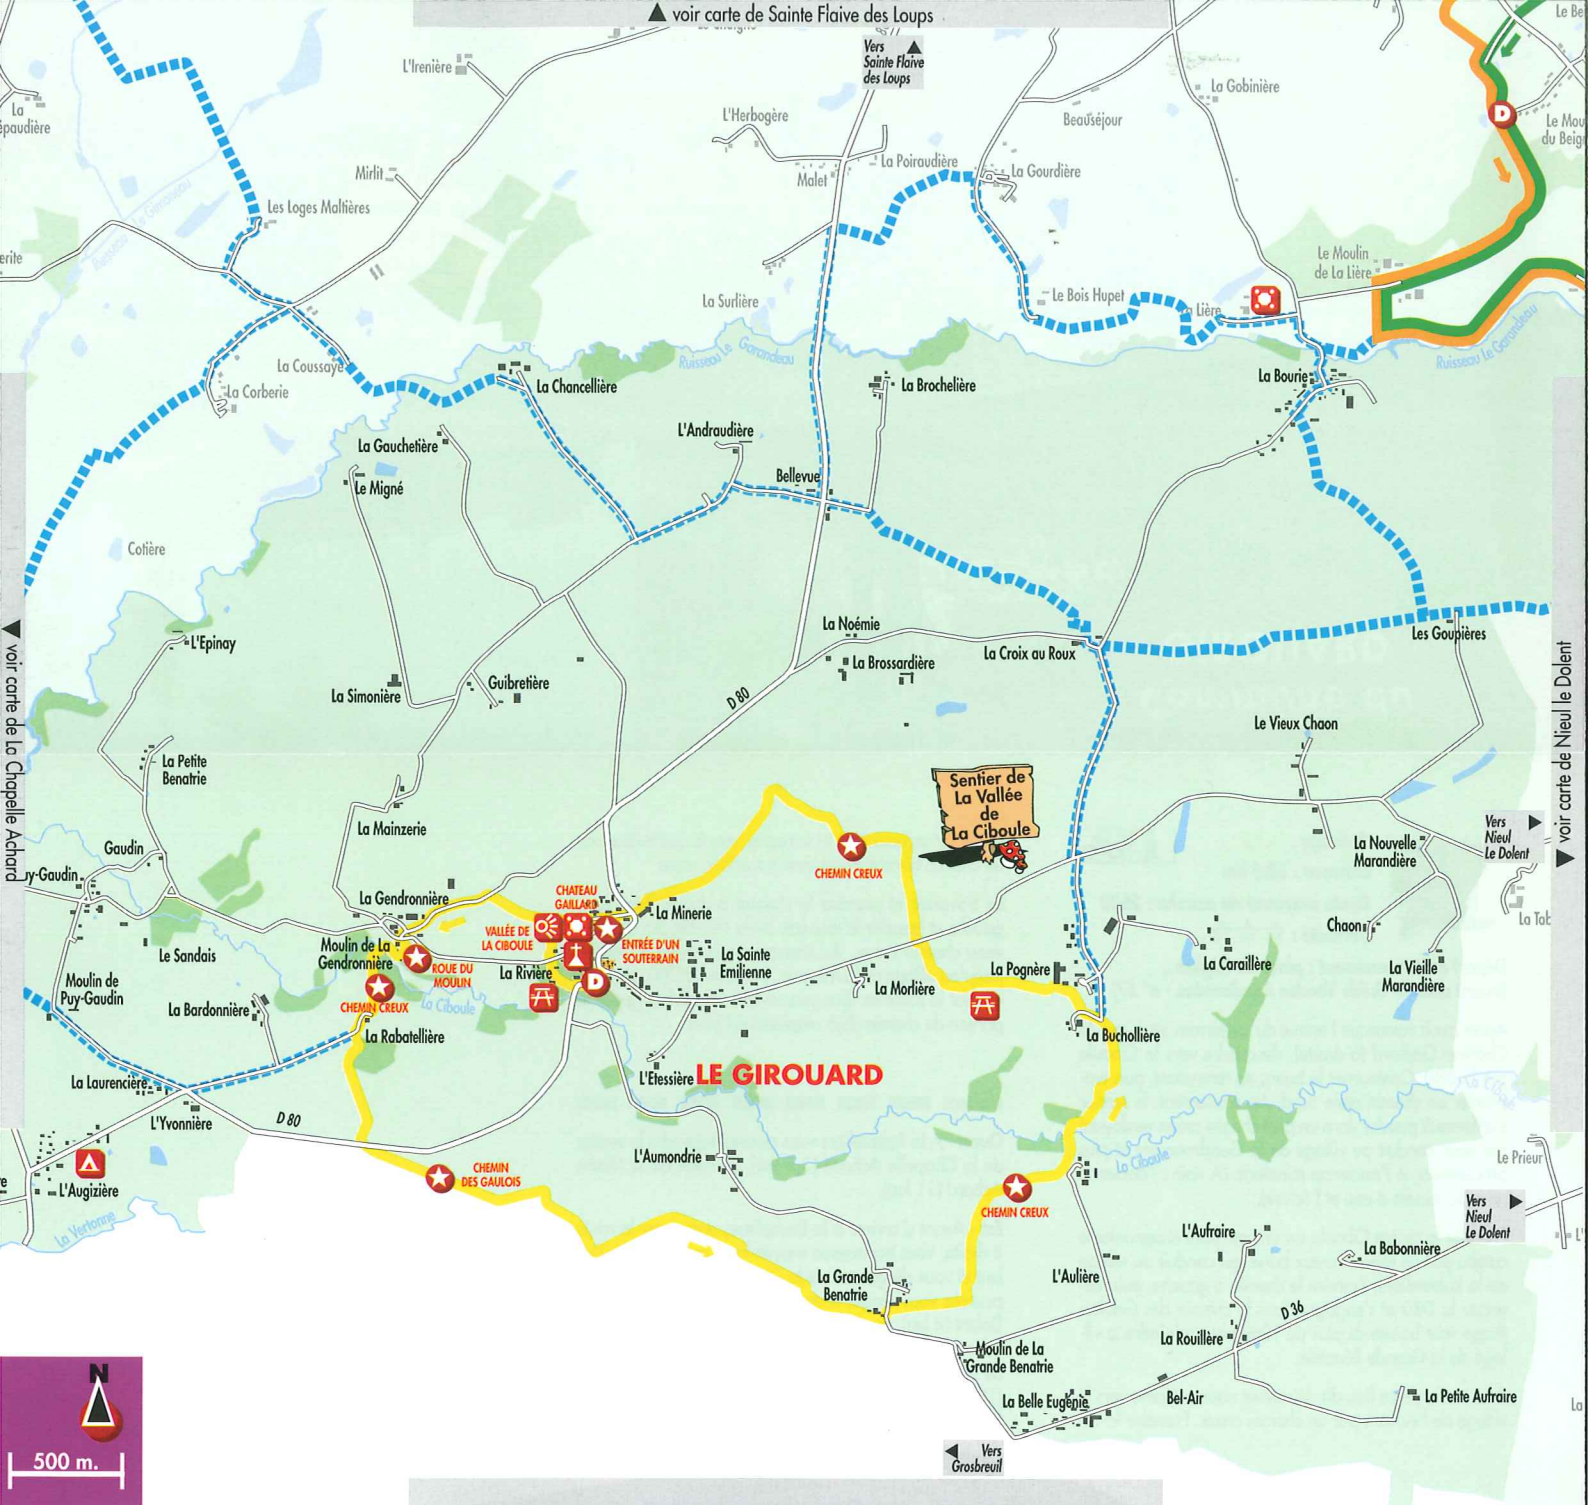 ▲ voir carte de Sainte Flaive des Loups
Vers ▲
Sainte Flaive
des Loups
L'Irenière
La Gobinière
Beauséjour
L'Herbogère
La Poiraudière
Malet
La Gourdière
Mirlit
Les Loges Maltières
D
Le Moulin
de La Lière
Le Bois Hupet
Lière
La Surlière
Ruisseau Le Garandeau
Ruisseau Le Garandeau
La Coussaye
La Corberie
La Chancellière
La Brochelière
La Bourie
La Gauchetière
L'Andraudière
Le Migné
Bellevue
Cotière
L'Epinay
La Noémie
La Brossardière
La Croix au Roux
Les Goupières
La Simonière
Guibretière
D 80
Le Vieux Chaon
La Petite
Benatrie
Sentier de
La Vallée
de
La Ciboule
La Mainzerie
Gaudin
La Nouvelle
Marandière
Vers
Nieul
Le Dolent
CHEMIN CREUX
La Gendronnière
CHATEAU
GAILLARD
La Minerie
VALLÉE DE
LA CIBOULE
ENTRÉE D'UN
SOUTERRAIN
Chaon
Le Sandais
Moulin de La
Gendronnière
ROUE DU
MOULIN
La Rivière
D
La Sainte
Emilienne
La Caraillère
La Vieille
Marandière
La Pognère
La Morlière
Moulin de
Puy-Gaudin
La Bardonnière
CHEMIN CREUX
La Ciboule
La Rabatellière
La Buchollière
L'Etessière
LE GIROUARD
La Laurencière
L'Yvonnière
D 80
L'Augizière
La Vertonne
CHEMIN
DES GAULOIS
L'Aumondrie
La Ciboule
Le Prieur
CHEMIN CREUX
Vers
Nieul
Le Dolent
L'Aufraire
La Babonnière
La Grande
Benatrie
L'Aulière
D 36
La Rouillère
Moulin de La
Grande Benatrie
La Belle Eugénie
Bel-Air
La Petite Aufraire
Vers
Grosbreuil
N
500 m.
◀ voir carte de La Chapelle Achard
▶ voir carte de Nieul le Dolent